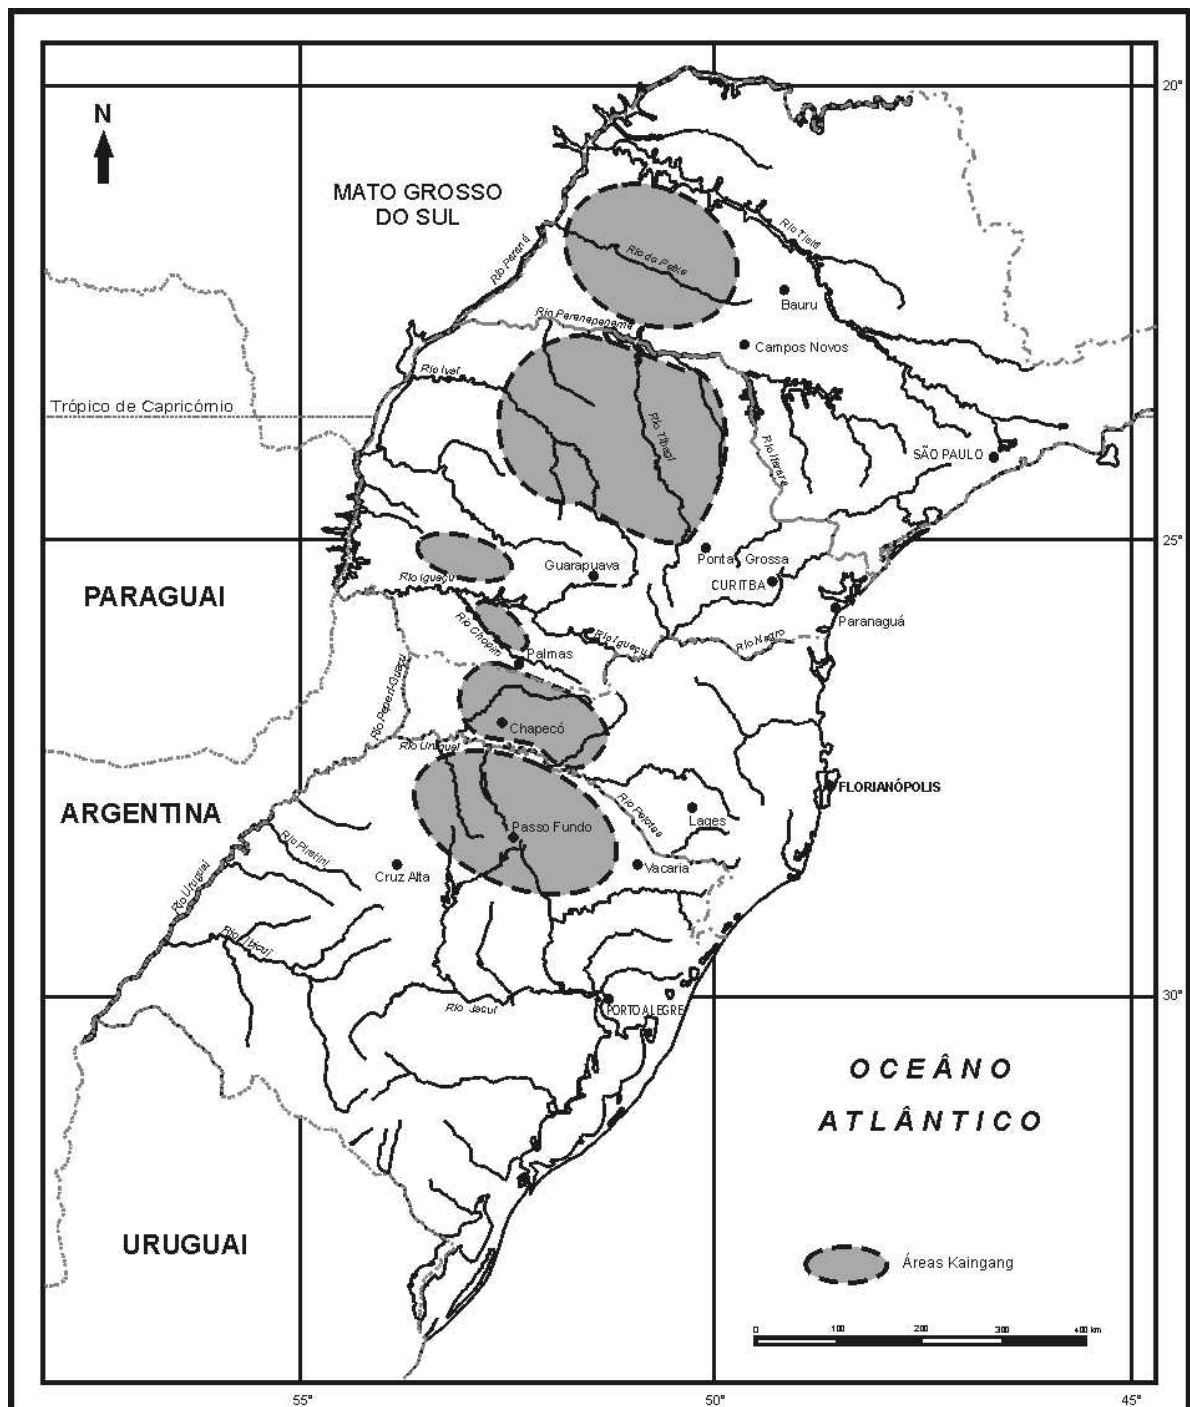 20°
N
MATO GROSSO
DO SUL
Rio Paraná
Rio Tietê
Rio do Peixe
Bauru
Rio Paranapanema
Campos Novos
Rio Ivaí
Trópico de Capricórnio
Rio Tibagi
Rio Itararé
SÃO PAULO
25°
Ponta Grossa
Guarapuava
CURITBA
Rio Iguaçu
PARAGUAI
Paranaguá
Rio Chopim
Rio Iguaçu
Rio Negro
Palmas
Rio Peperi-Guaçu
Chapecó
Rio Uruguai
FLORIANÓPOLIS
ARGENTINA
Rio Pelotas
Lages
Passo Fundo
Rio Piratini
Vacaria
Cruz Alta
Rio Uruguai
Rio Ibicuí
30°
Rio Jacuí
PORTO ALEGRE
OCEÂNO
ATLÂNTICO
URUGUAI
Áreas Kaingang
0 100 200 300 400 km
55° 50° 45°